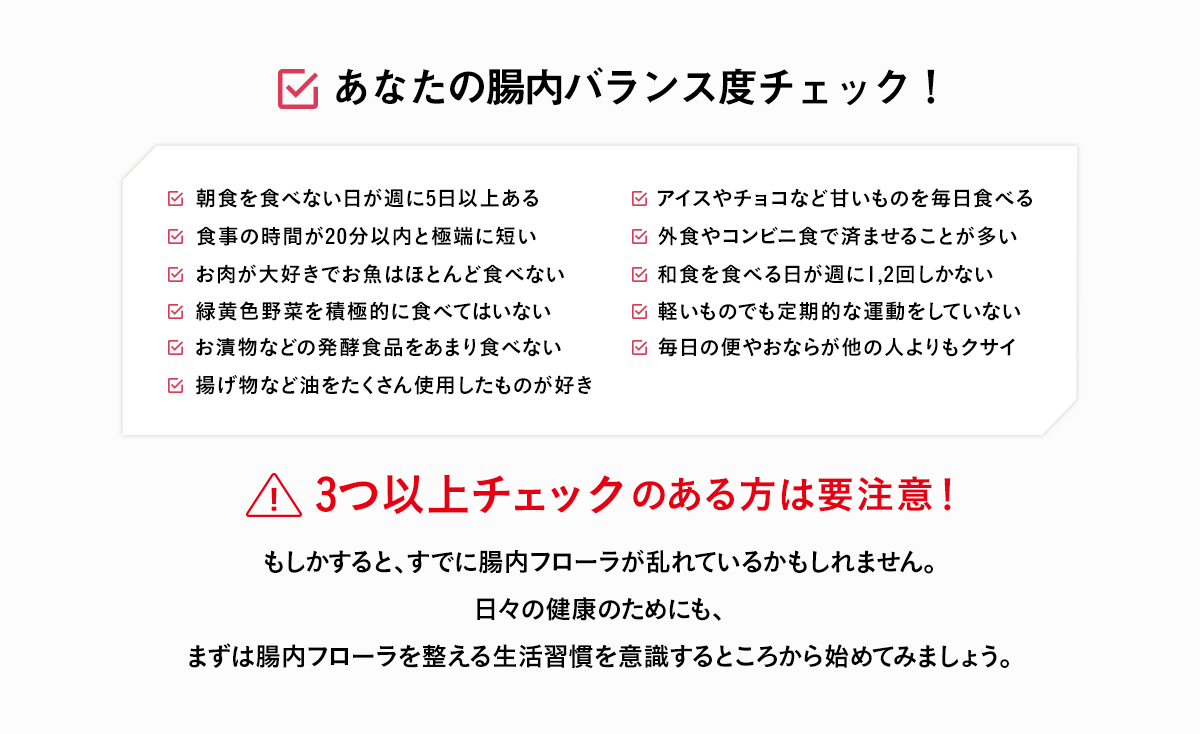 あなたの腸内バランス度チェック！
朝食を食べない日が週に5日以上ある
食事の時間が20分以内と極端に短い
お肉が大好きでお魚はほとんど食べない
緑黄色野菜を積極的に食べてはいない
お漬物などの発酵食品をあまり食べない
揚げ物など油をたくさん使用したものが好き
アイスやチョコなど甘いものを毎日食べる
外食やコンビニ食で済ませることが多い
和食を食べる日が週に1,2回しかない
軽いものでも定期的な運動をしていない
毎日の便やおならが他の人よりもクサイ
3つ以上チェックのある方は要注意！
もしかすると、すでに腸内フローラが乱れているかもしれません。
日々の健康のためにも、
まずは腸内フローラを整える生活習慣を意識するところから始めてみましょう。